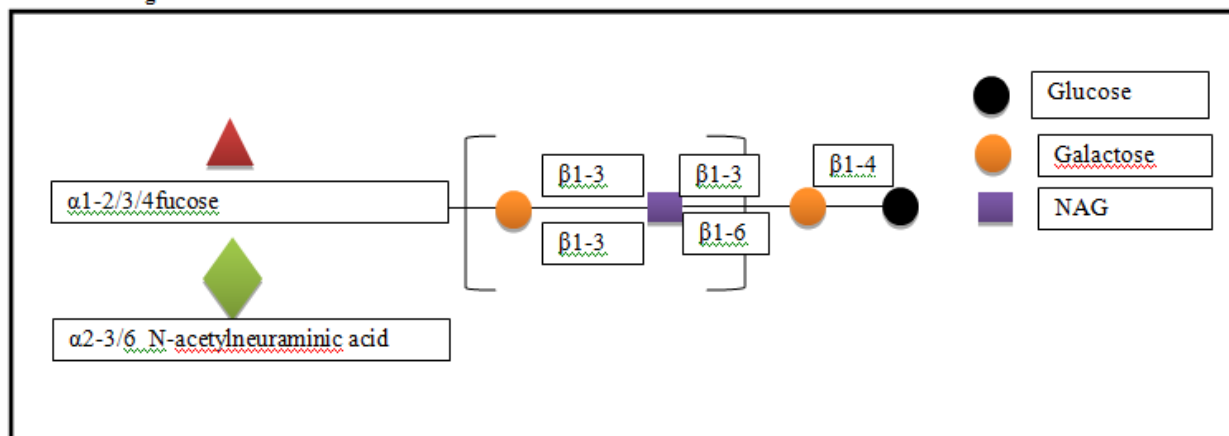 Glucose
β1-4
β1-3
β1-3
Galactose
α1-2/3/4fucose
NAG
β1-3
β1-6
α2-3/6 N-acetylneuraminic acid